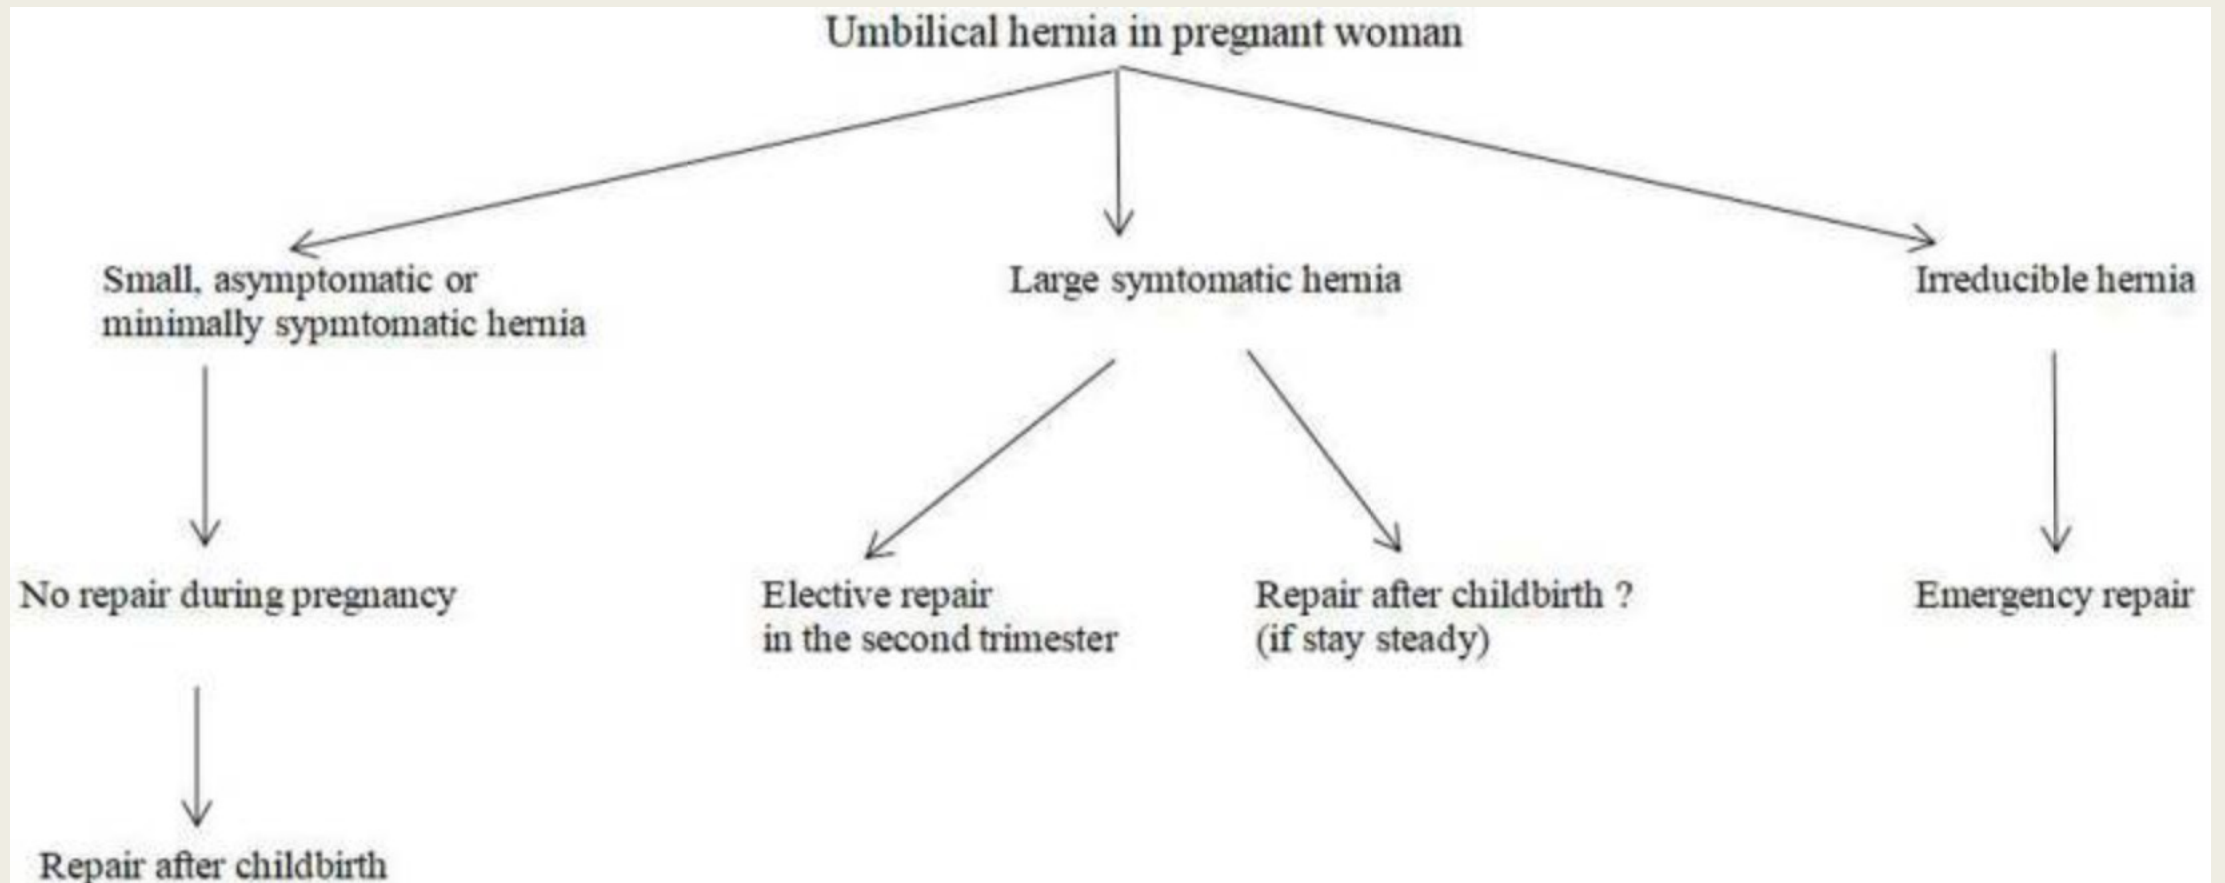 Umbilical hernia in pregnant woman
Small, asymptomatic or
minimally sypmtomatic hernia
Large symtomatic hernia
Irreducible hernia
No repair during pregnancy
Elective repair
in the second trimester
Repair after childbirth ?
(if stay steady)
Emergency repair
Repair after childbirth